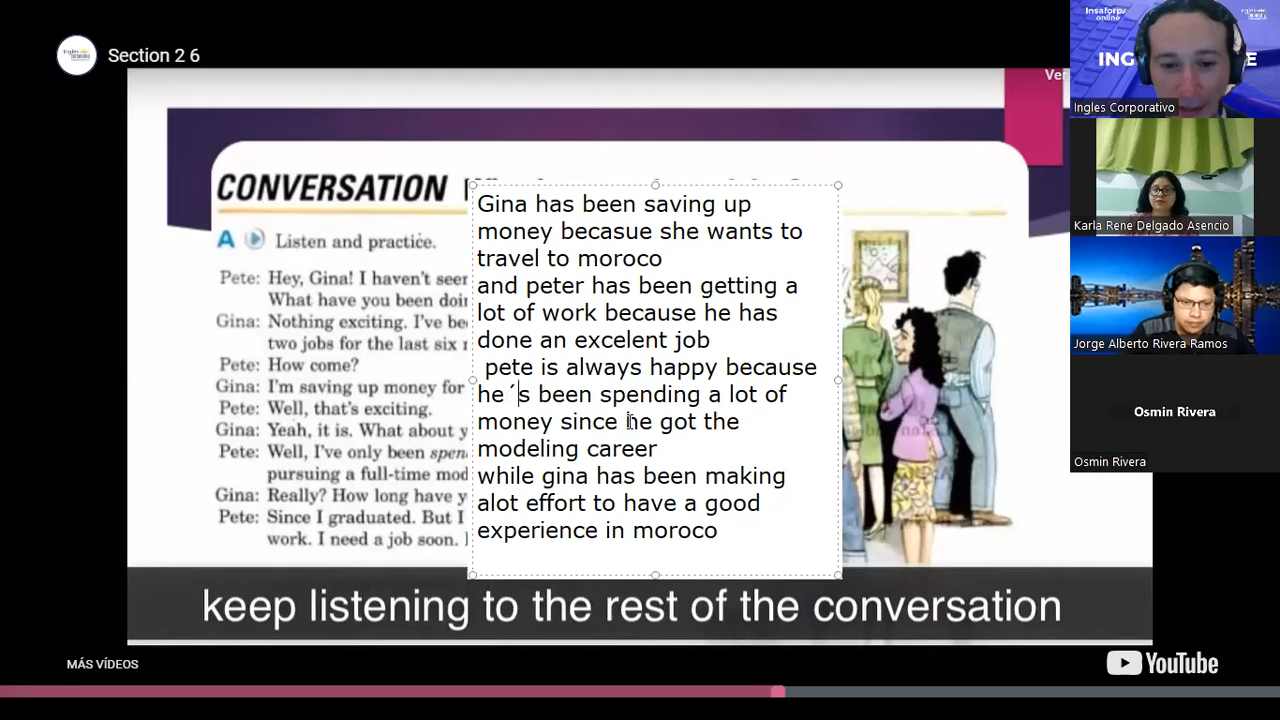 Section 2 6
Ver
CONVERSATION
A Listen and practice.
Pete: Hey, Gina! I haven't seen
What have you been doin
Gina: Nothing exciting. I've be
two jobs for the last six
Pete: How come?
Gina: I'm saving up money for
Pete: Well, that's exciting.
Gina: Yeah, it is. What about y
Pete: Well, I've only been spen
pursuing a full-time mod
Gina: Really? How long have y
Pete: Since I graduated. But I
work. I need a job soon.
Gina has been saving up
money becasue she wants to
travel to moroco
and peter has been getting a
lot of work because he has
done an excelent job
pete is always happy because
he´s been spending a lot of
money since he got the
modeling career
while gina has been making
alot effort to have a good
experience in moroco
keep listening to the rest of the conversation
MÁS VÍDEOS
YouTube
Insaforp
online
ING
E
Ingles Corporativo
Karla Rene Delgado Asencio
Jorge Alberto Rivera Ramos
Osmin Rivera
Osmin Rivera